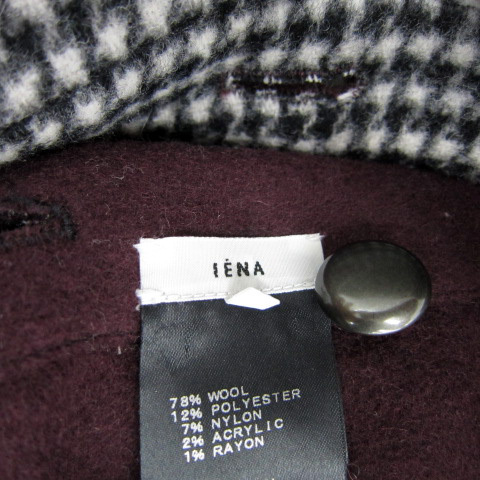 IÉNA
78% WOOL
12% POLYESTER
7% NYLON
2% ACRYLIC
1% RAYON